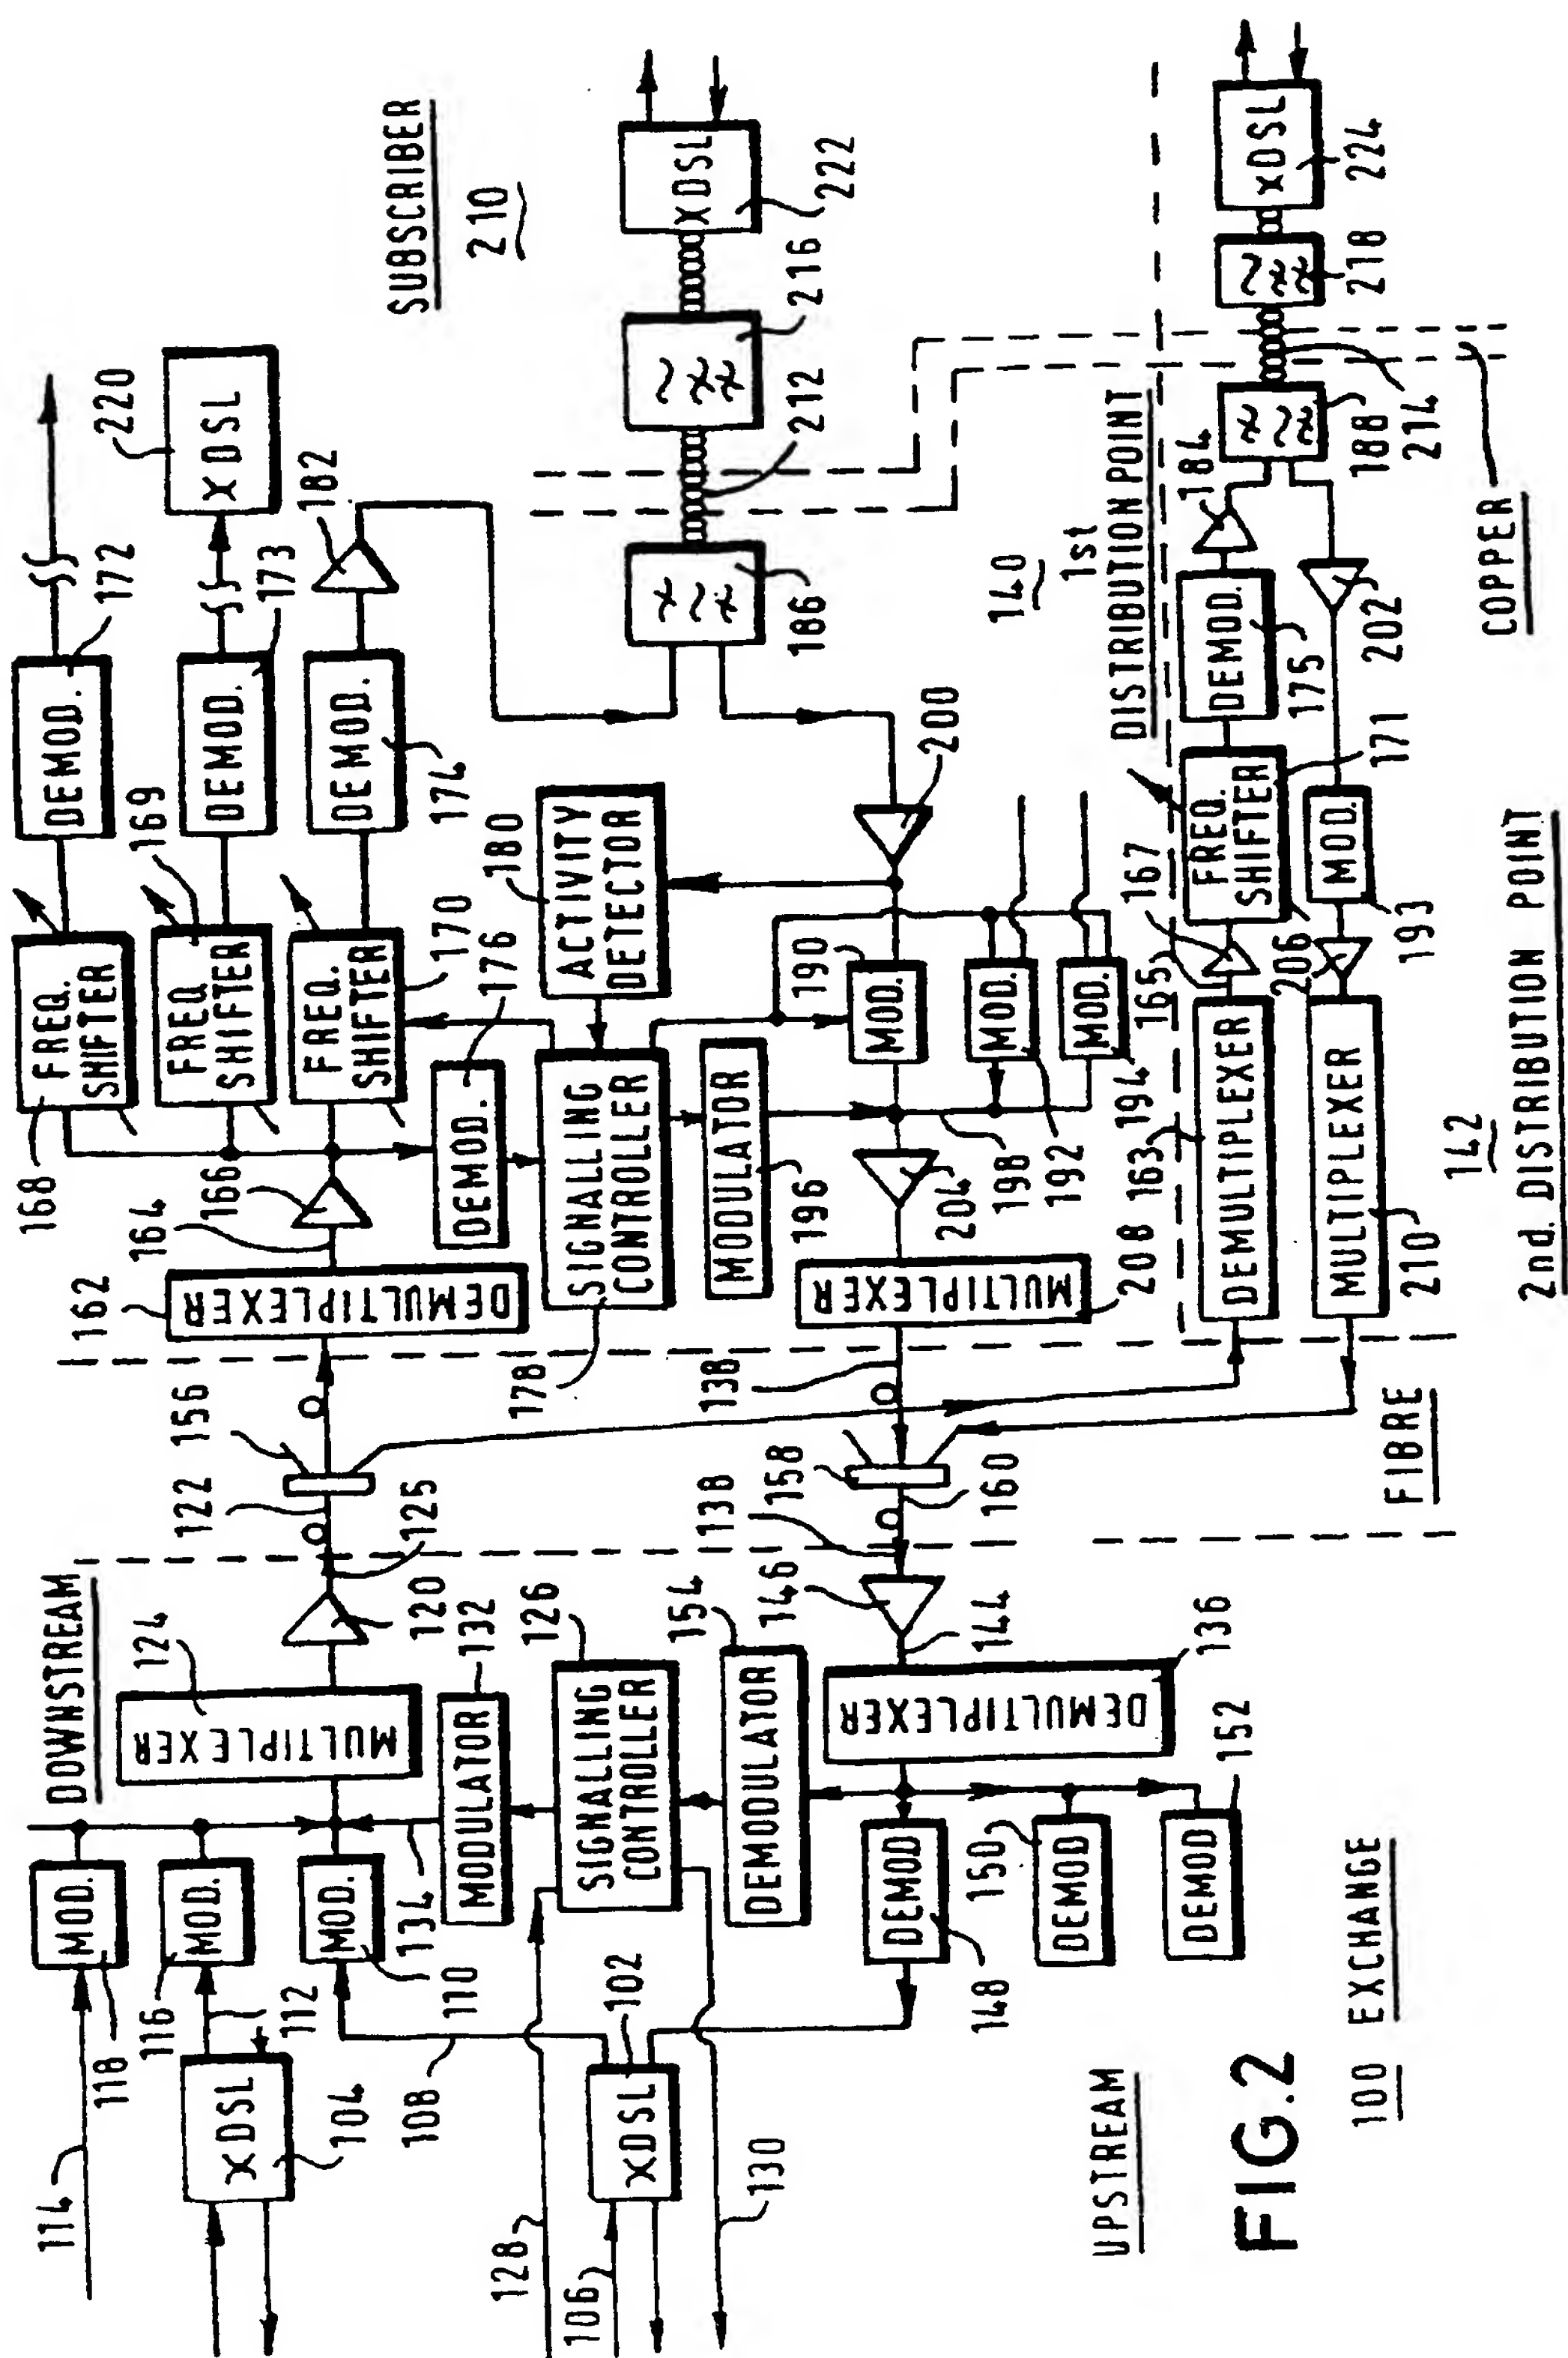 DOWNSTREAM
114
118
MOD.
116
MOD.
112
XDSL
104
MOD.
110
108
134
124
MULTIPLEXER
120
125
122
156
132
MODULATOR
126
SIGNALLING
CONTROLLER
128
106
102
XDSL
130
154
DEMODULATOR
146
144
136
DEMULTIPLEXER
DEMOD
148
150
DEMOD
152
DEMOD
138
158
160
138
FIBRE
162
DEMULTIPLEXER
164
166
168
FREQ.
SHIFTER
DEMOD.
172
169
FREQ
SHIFTER
DEMOD.
173
220
XDSL
170
FREQ.
SHIFTER
DEMOD.
174
182
176
DEMOD.
178
SIGNALLING
CONTROLLER
180
ACTIVITY
DETECTOR
MODULATOR
196
190
MOD.
MOD.
192
MOD.
194
198
200
204
MULTIPLEXER
208
186
212
216
XDSL
222
SUBSCRIBER
210
140
1st
DISTRIBUTION POINT
163
DEMULTIPLEXER
165
167
FREQ.
SHIFTER
171
DEMOD.
175
184
188
214
218
XDSL
224
202
MOD.
193
206
MULTIPLEXER
210
COPPER
142
2nd. DISTRIBUTION POINT
UPSTREAM
FIG.2
100 EXCHANGE